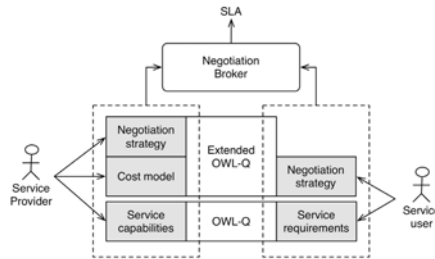 SLA
Negotiation
Broker
Negotiation
strategy
Extended
OWL-Q
Cost model
Negotiation
strategy
Service
Provider
Service
capabilities
OWL-Q
Service
requirements
Service
user